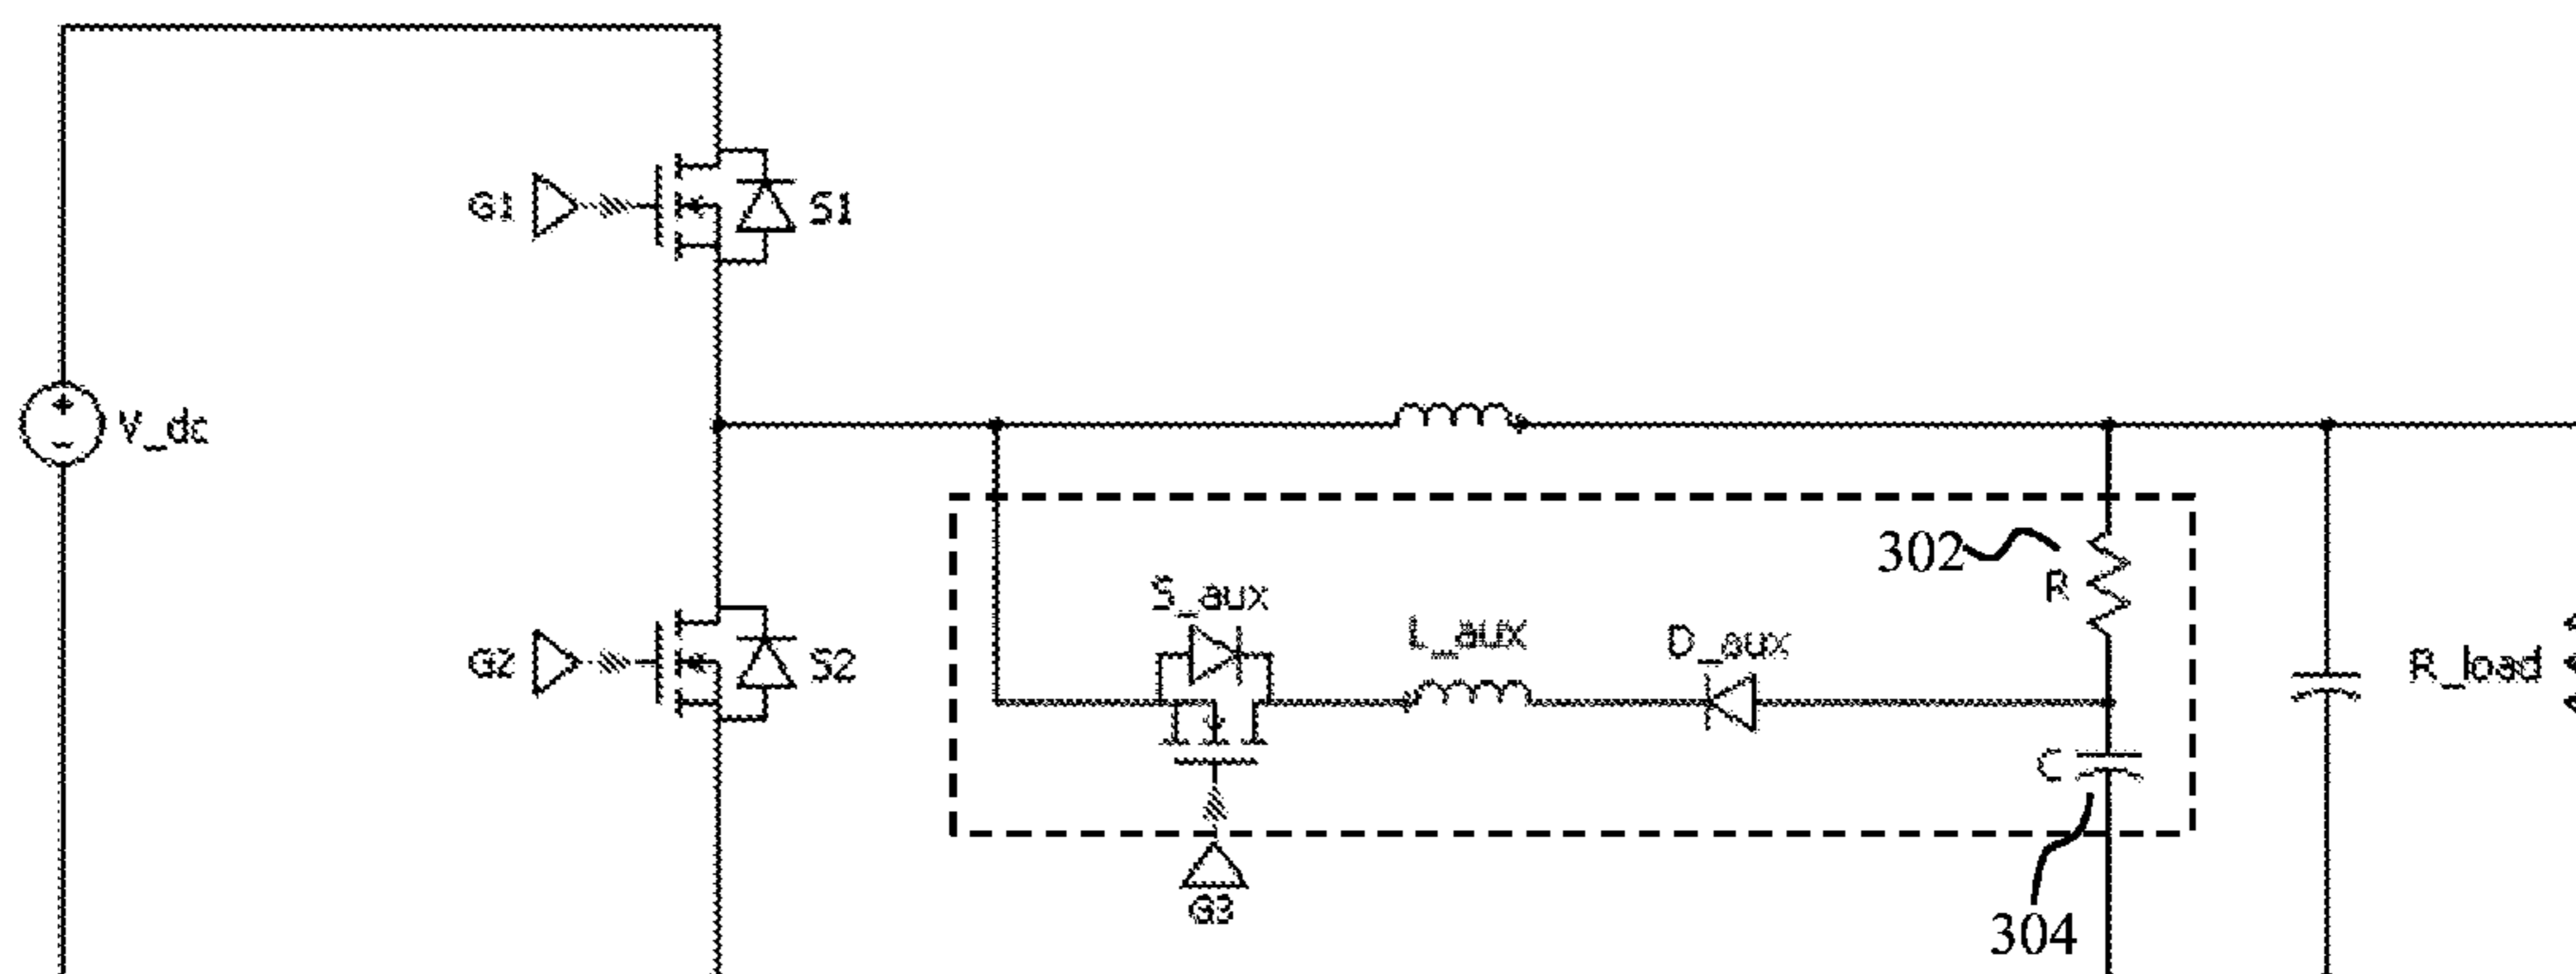 G1
S1
V_dc
302
R
S_aux
L_aux
D_aux
G2
S2
R_load
C
G3
304